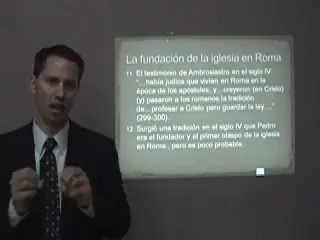 La fundación de la iglesia en Roma
11 El testimonio de Ambrosiastro en el siglo IV:
"...había judíos que vivían en Roma en la
época de los apóstoles, y...creyeron (en Cristo)
(y) pasaron a los romanos la tradición
de...profesar a Cristo pero guardar la ley,..."
(299-300).
12 Surgió una tradición en el siglo IV que Pedro
era el fundador y el primer obispo de la iglesia
en Roma., pero es poco probable.